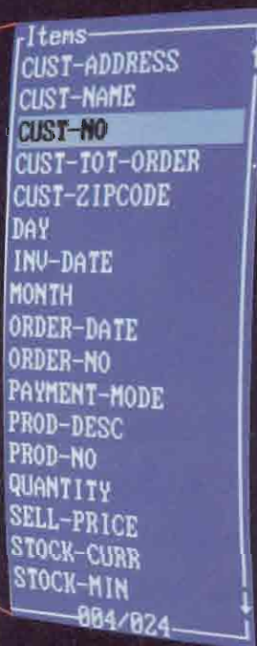 Items
CUST-ADDRESS
CUST-NAME
CUST-NO
CUST-TOT-ORDER
CUST-ZIPCODE
DAY
INV-DATE
MONTH
ORDER-DATE
ORDER-NO
PAYMENT-MODE
PROD-DESC
PROD-NO
QUANTITY
SELL-PRICE
STOCK-CURR
STOCK-MIN
004/024